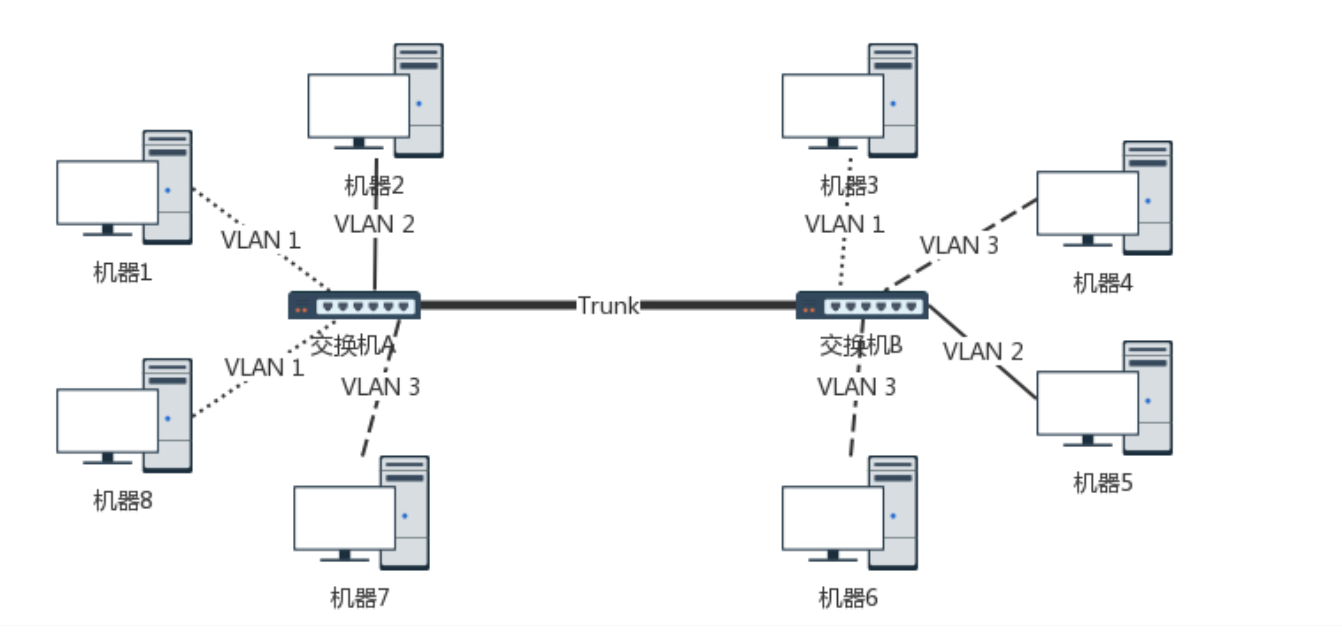 机器2
机器3
VLAN 2
VLAN 1
VLAN 1
VLAN 3
机器1
机器4
Trunk
交换机A
交换机B
VLAN 2
VLAN 1
VLAN 3
VLAN 3
机器8
机器5
机器7
机器6